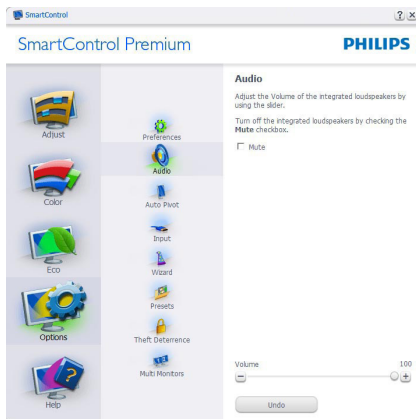 SmartControl
SmartControl Premium
PHILIPS
Adjust
Color
Eco
Options
Help
Preferences
Audio
Auto Pivot
Input
Wizard
Presets
Theft Deterrence
Multi Monitors
Audio
Adjust the Volume of the integrated loudspeakers by
using the slider.
Turn off the integrated loudspeakers by checking the
Mute checkbox.
Mute
Volume 100
Undo